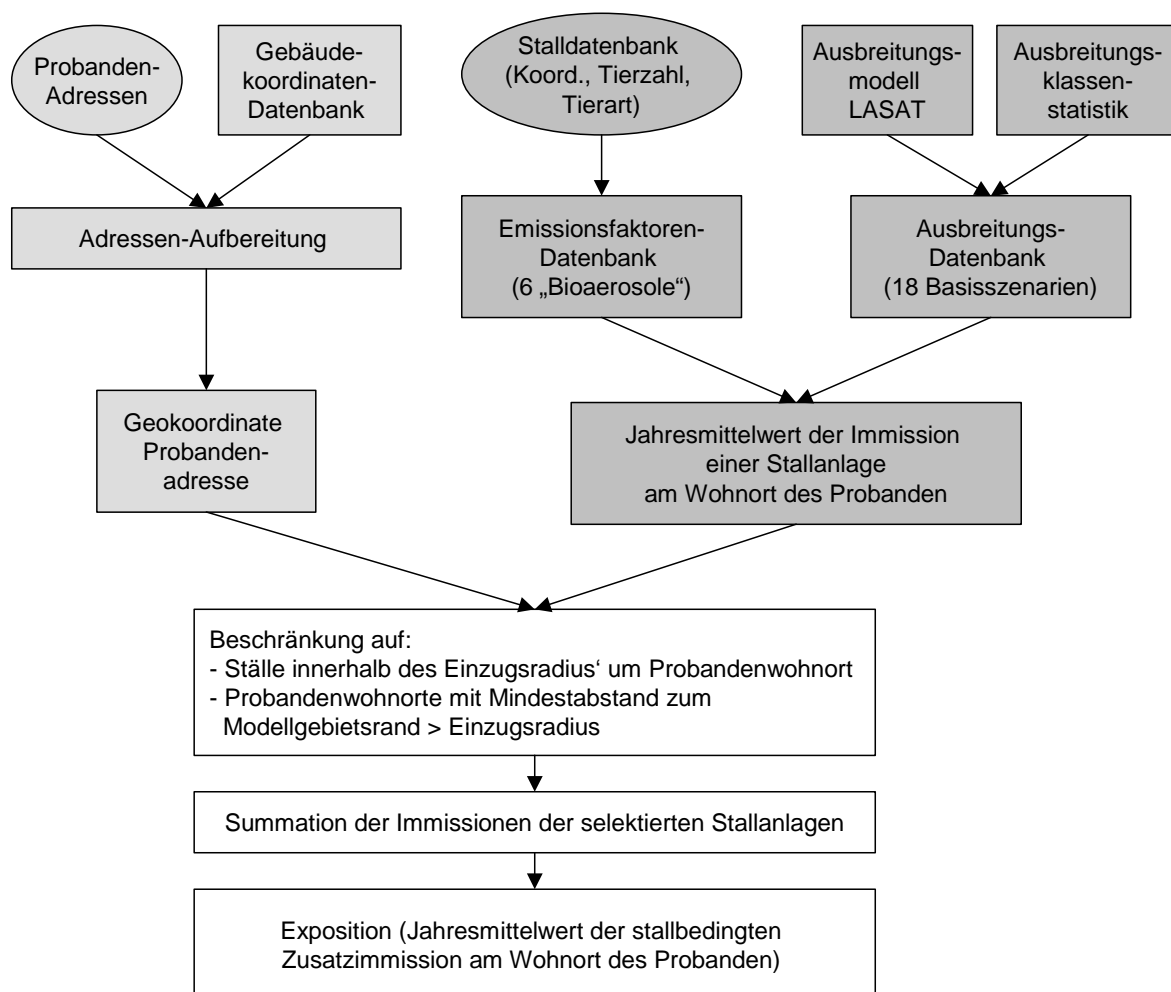 Probanden-
Adressen
Gebäude-
koordinaten-
Datenbank
Stalldatenbank
(Koord., Tierzahl,
Tierart)
Ausbreitungs-
modell
LASAT
Ausbreitungs-
klassen-
statistik
Adressen-Aufbereitung
Emissionsfaktoren-
Datenbank
(6 „Bioaerosole“)
Ausbreitungs-
Datenbank
(18 Basisszenarien)
Geokoordinate
Probanden-
adresse
Jahresmittelwert der Immission
einer Stallanlage
am Wohnort des Probanden
Beschränkung auf:
- Ställe innerhalb des Einzugsradius‘ um Probandenwohnort
- Probandenwohnorte mit Mindestabstand zum
Modellgebietsrand > Einzugsradius
Summation der Immissionen der selektierten Stallanlagen
Exposition (Jahresmittelwert der stallbedingten
Zusatzimmission am Wohnort des Probanden)